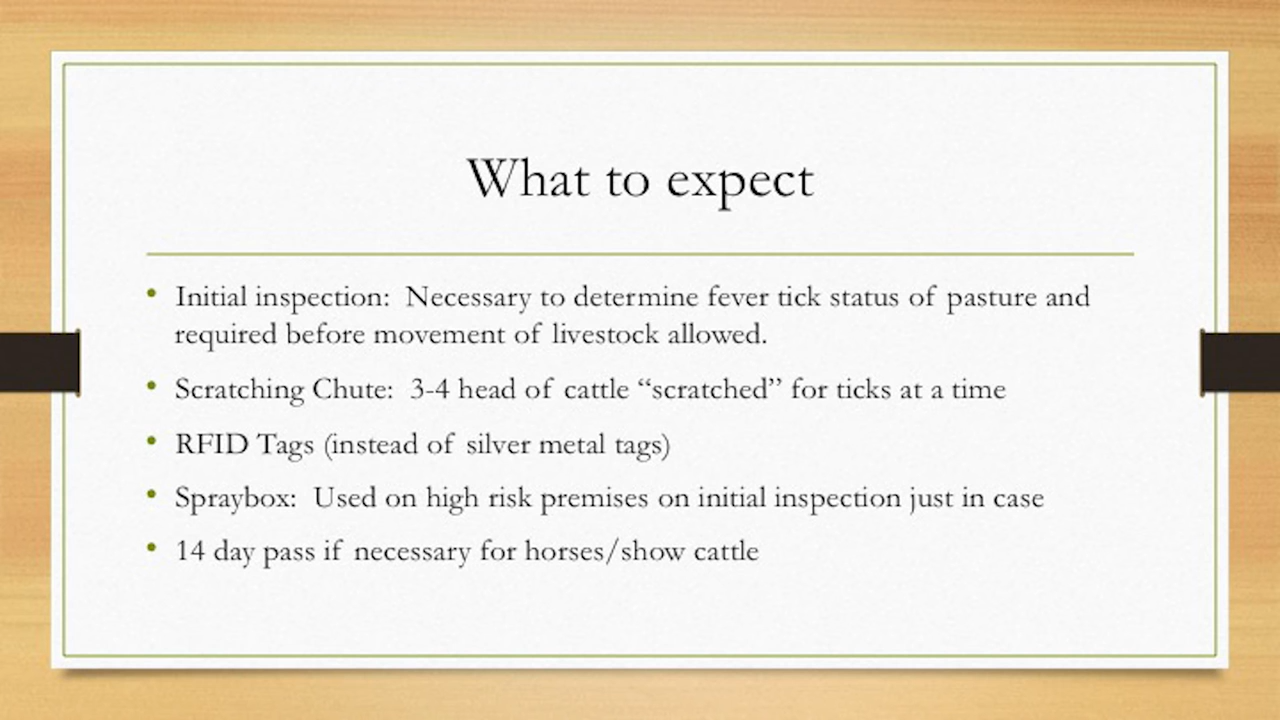 What to expect
• Initial inspection:  Necessary to determine fever tick status of pasture and
required before movement of livestock allowed.
• Scratching Chute:  3-4 head of cattle “scratched” for ticks at a time
• RFID Tags (instead of silver metal tags)
• Spraybox:  Used on high risk premises on initial inspection just in case
• 14 day pass if necessary for horses/show cattle